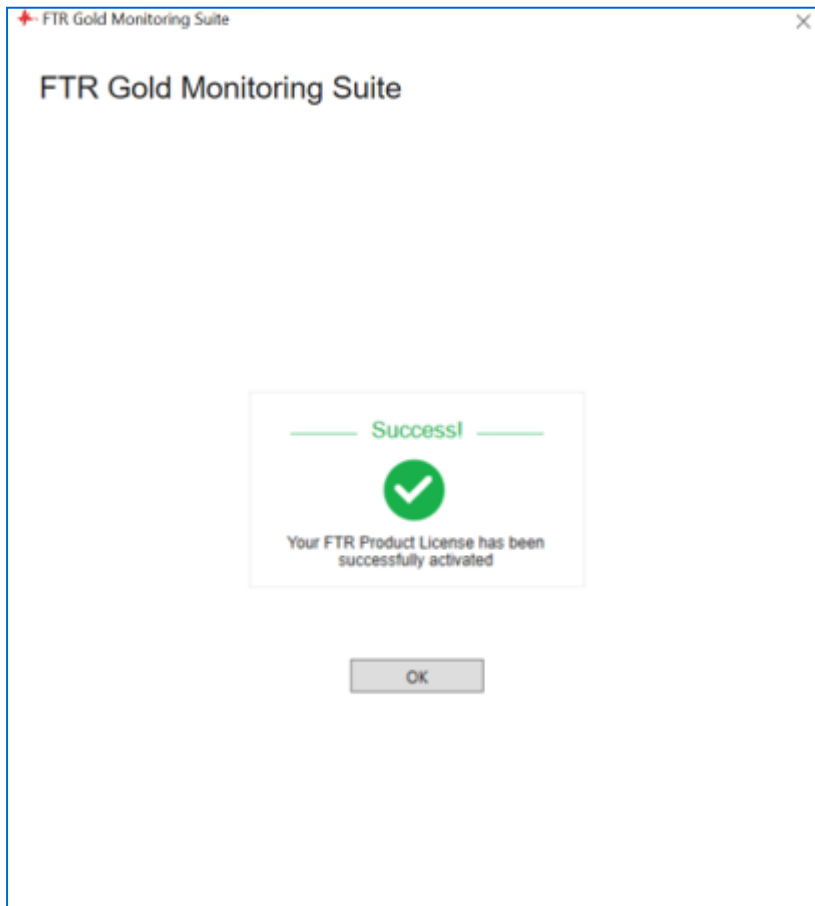 FTR Gold Monitoring Suite
FTR Gold Monitoring Suite
Success!
Your FTR Product License has been
successfully activated
OK